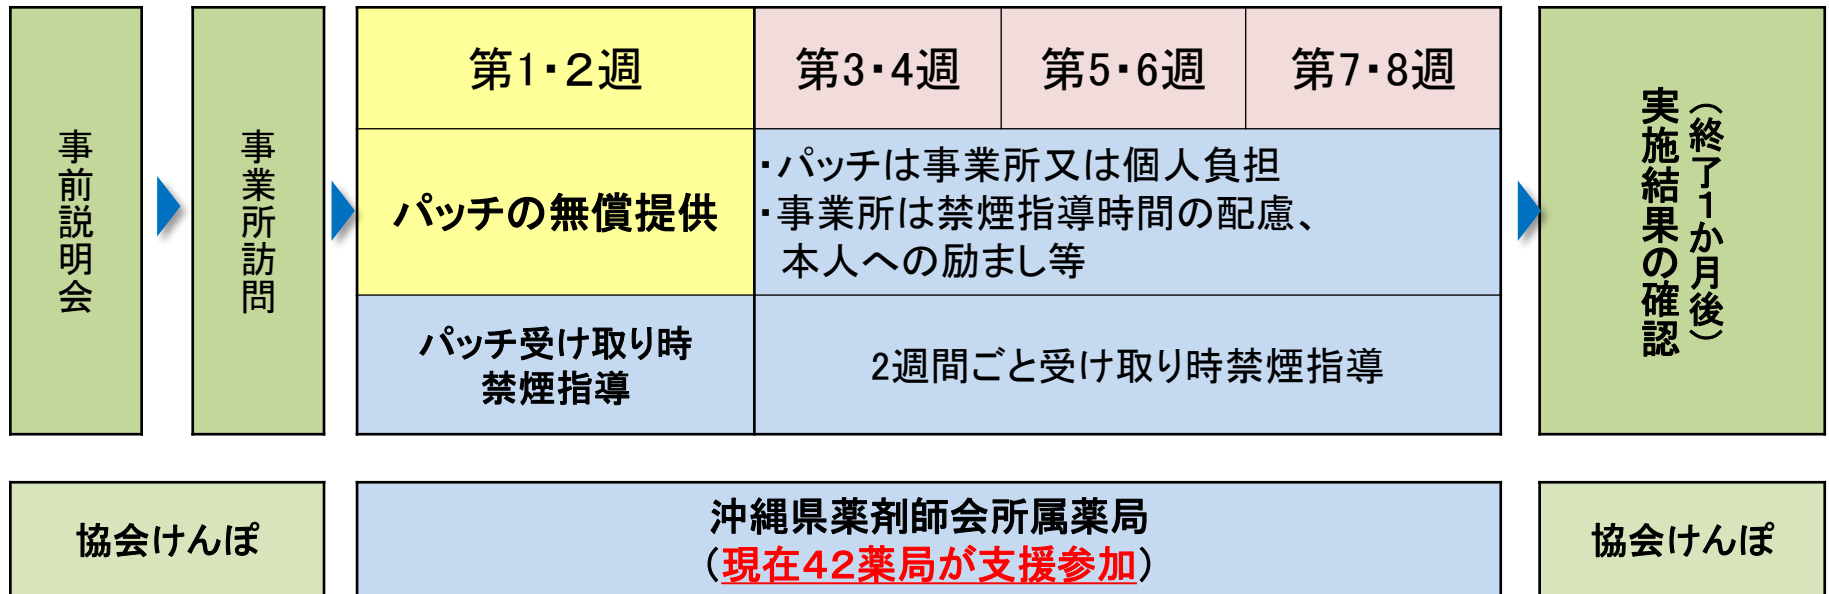 事前説明会
事業所訪問
第1・2週
第3・4週
第5・6週
第7・8週
パッチの無償提供
・パッチは事業所又は個人負担
・事業所は禁煙指導時間の配慮、
本人への励まし等
パッチ受け取り時
禁煙指導
2週間ごと受け取り時禁煙指導
（終了1か月後）
実施結果の確認
協会けんぽ
沖縄県薬剤師会所属薬局
（現在42薬局が支援参加）
協会けんぽ